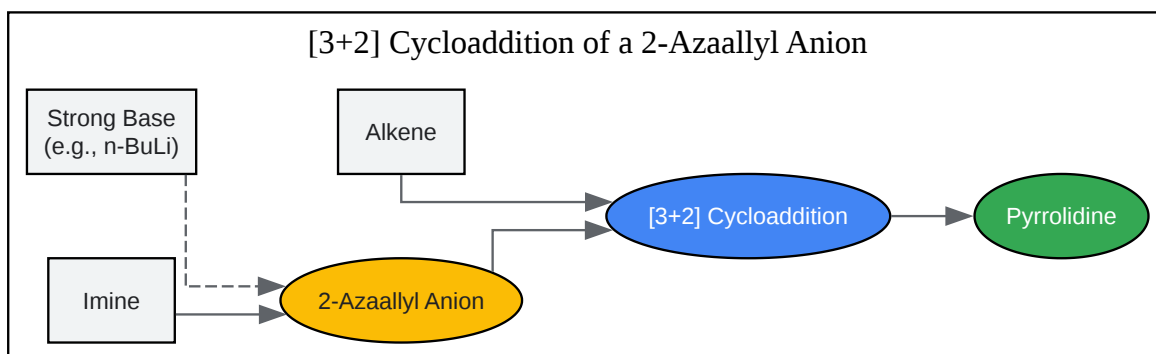 [3+2] Cycloaddition of a 2-Azaallyl Anion
Strong Base
(e.g., n-BuLi)
Alkene
[3+2] Cycloaddition
Pyrrolidine
Imine
2-Azaallyl Anion